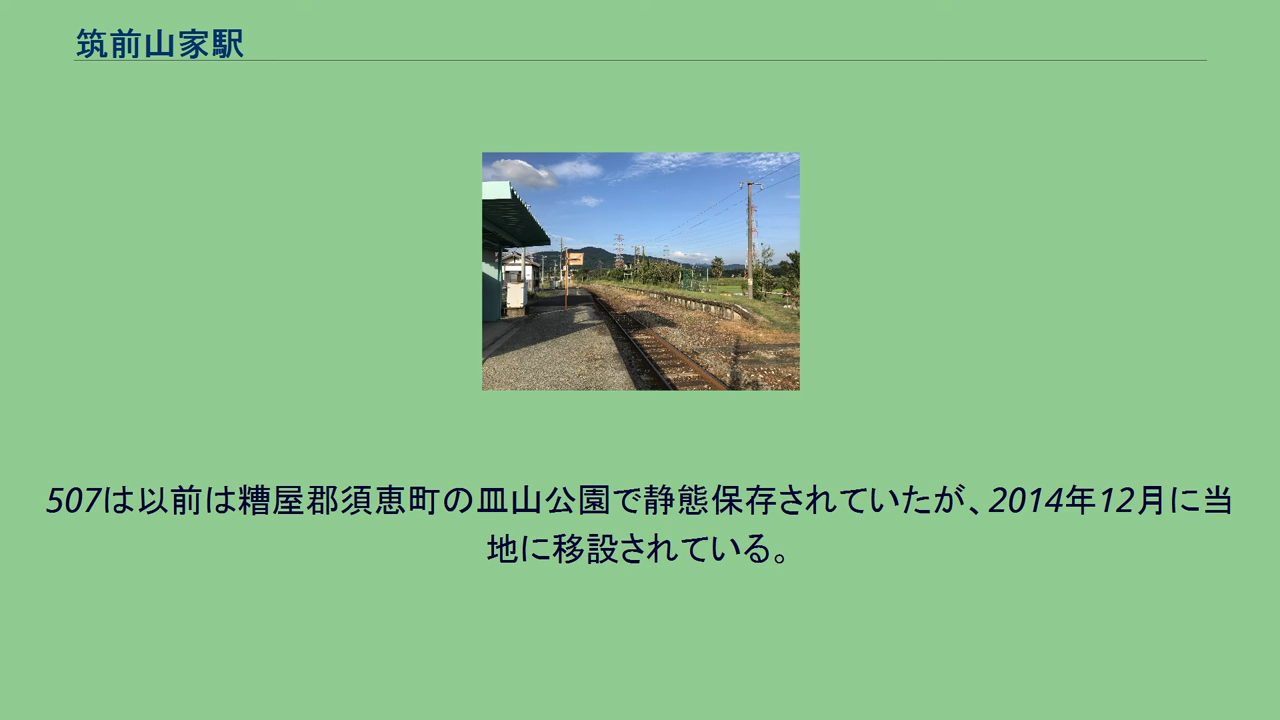 筑前山家駅
507は以前は糟屋郡須恵町の皿山公園で静態保存されていたが、2014年12月に当
地に移設されている。